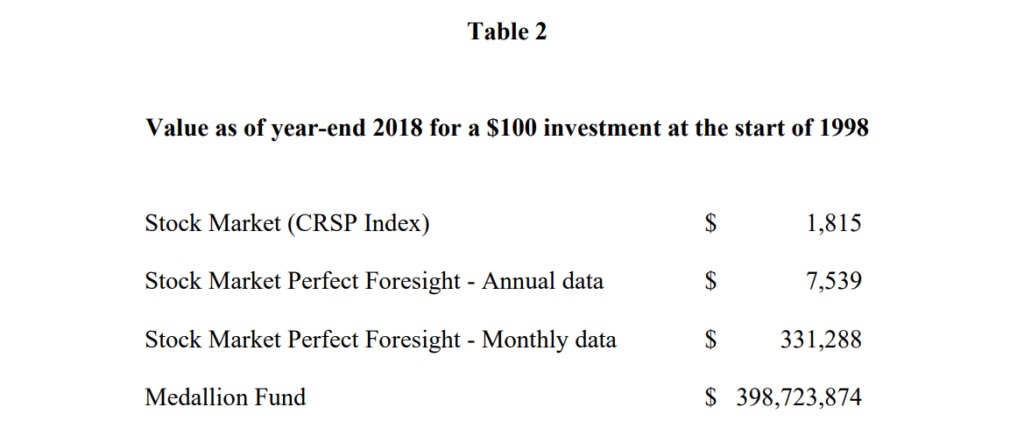 Table 2
Value as of year-end 2018 for a $100 investment at the start of 1998
Stock Market (CRSP Index) $ 1,815
Stock Market Perfect Foresight - Annual data $ 7,539
Stock Market Perfect Foresight - Monthly data $ 331,288
Medallion Fund $ 398,723,874